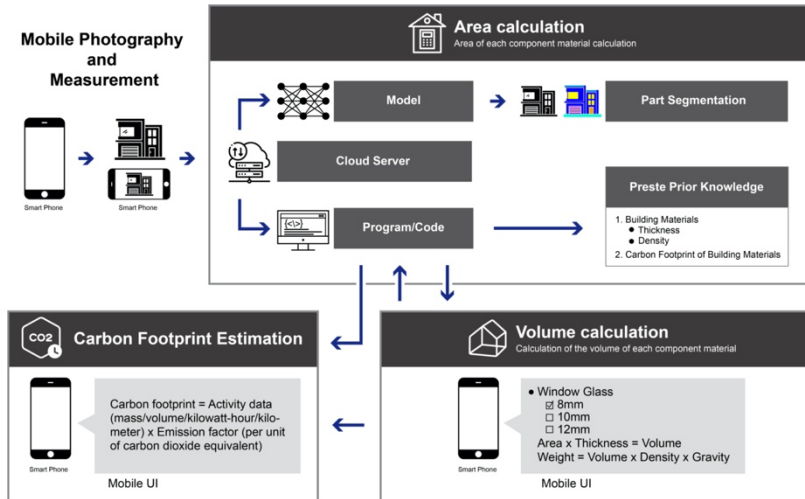 Mobile Photography
and
Measurement
Smart Phone
Smart Phone
Area calculation
Area of each component material calculation
Model
Part Segmentation
Cloud Server
Program/Code
Preste Prior Knowledge
1. Building Materials
● Thickness
● Density
2. Carbon Footprint of Building Materials
CO2
Carbon Footprint Estimation
Smart Phone
Carbon footprint = Activity data
(mass/volume/kilowatt-hour/kilo-
meter) x Emission factor (per unit
of carbon dioxide equivalent)
Mobile UI
Volume calculation
Calculation of the volume of each component material
Smart Phone
● Window Glass
☑ 8mm
☐ 10mm
☐ 12mm
Area x Thickness = Volume
Weight = Volume x Density x Gravity
Mobile UI